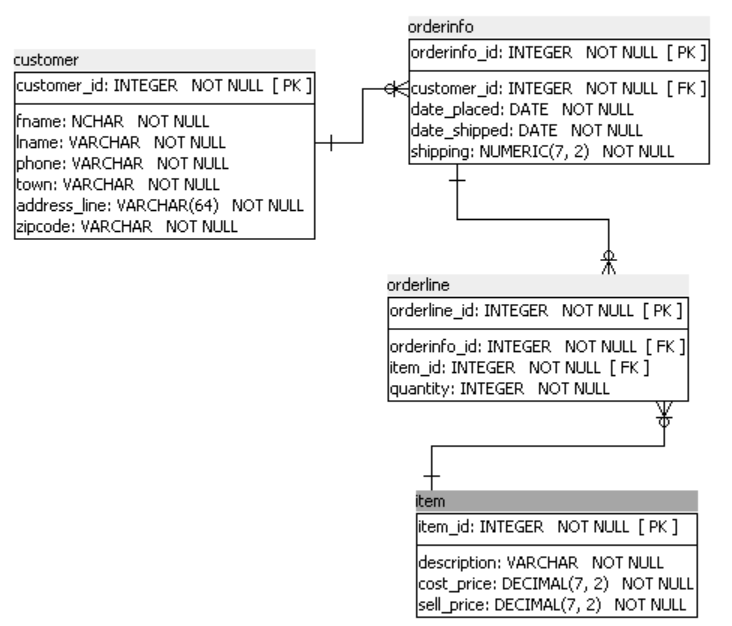 customer
customer_id: INTEGER NOT NULL [ PK ]
fname: NCHAR NOT NULL
lname: VARCHAR NOT NULL
phone: VARCHAR NOT NULL
town: VARCHAR NOT NULL
address_line: VARCHAR(64) NOT NULL
zipcode: VARCHAR NOT NULL
orderinfo
orderinfo_id: INTEGER NOT NULL [ PK ]
customer_id: INTEGER NOT NULL [ FK ]
date_placed: DATE NOT NULL
date_shipped: DATE NOT NULL
shipping: NUMERIC(7, 2) NOT NULL
orderline
orderline_id: INTEGER NOT NULL [ PK ]
orderinfo_id: INTEGER NOT NULL [ FK ]
item_id: INTEGER NOT NULL [ FK ]
quantity: INTEGER NOT NULL
item
item_id: INTEGER NOT NULL [ PK ]
description: VARCHAR NOT NULL
cost_price: DECIMAL(7, 2) NOT NULL
sell_price: DECIMAL(7, 2) NOT NULL